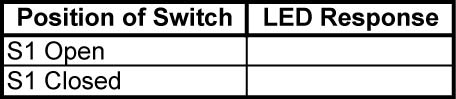 Position of Switch LED Response
S1 Open
S1 Closed